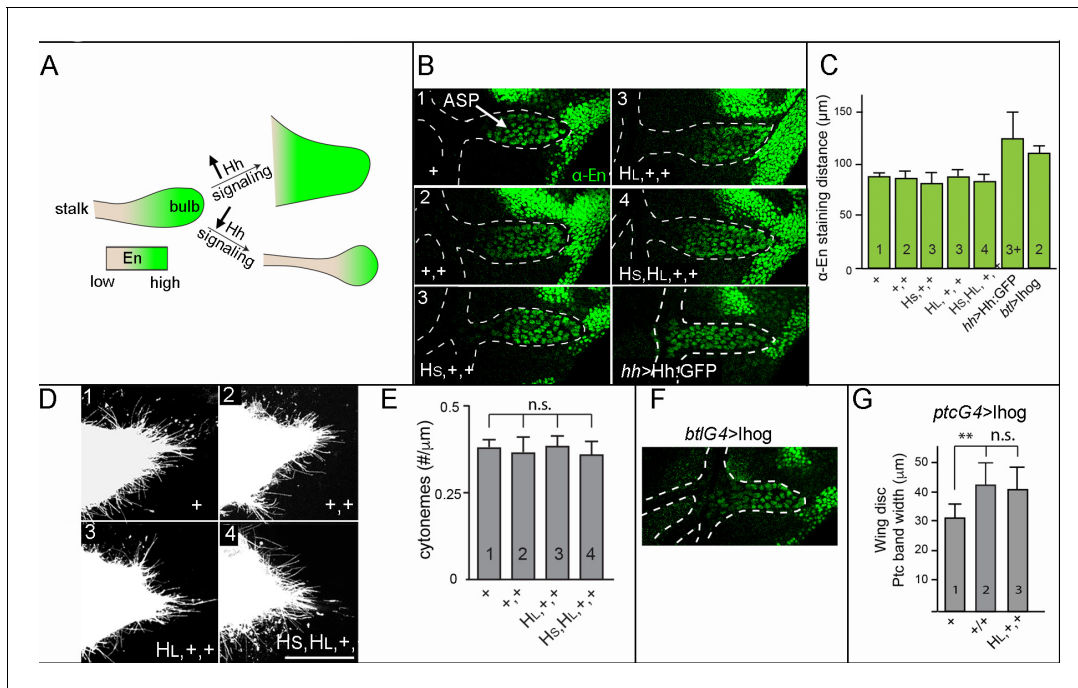 A
Hh
signaling
stalk
bulb
Hh
signaling
En
low
high
B
1
ASP
+
α-En
3
HL,+,+
2
+,+
4
HS,HL,+,+
3
HS,+,+
hh>Hh:GFP
C
α-En staining distance (μm)
150
100
50
0
1
2
3
3
4
3+
2
+
+,+
HS,+,+
HL,+,+
HS,HL,+,+
hh>Hh:GFP
btl>Ihog
D
1
+
2
+,+
3
HL,+,+
4
HS,HL,+,
E
cytonemes (#/μm)
0.5
0.25
0
n.s.
1
2
3
4
+
+,+
HL,+,+
HS,HL,+,+
F
btlG4>Ihog
G
ptcG4>Ihog
** n.s.
Wing disc
Ptc band width (μm)
50
40
30
20
10
1
2
3
+
+/+
HL,+,+